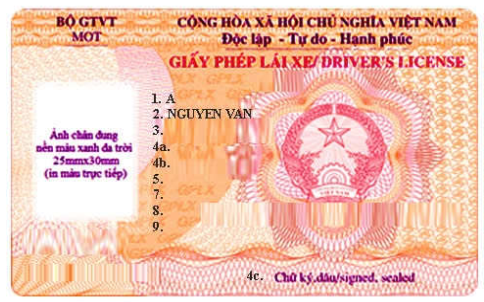 BỘ GTVT
MOT
CỘNG HÒA XÃ HỘI CHỦ NGHĨA VIỆT NAM
Độc lập - Tự do - Hạnh phúc
GIẤY PHÉP LÁI XE/ DRIVER'S LICENSE
Ảnh chân dung
nền màu xanh da trời
25mmx30mm
(in màu trực tiếp)
1. A
2. NGUYEN VAN
3.
4a.
4b.
5.
7.
8.
9.
VIỆT NAM
4c. Chữ ký,dấu/signed, sealed